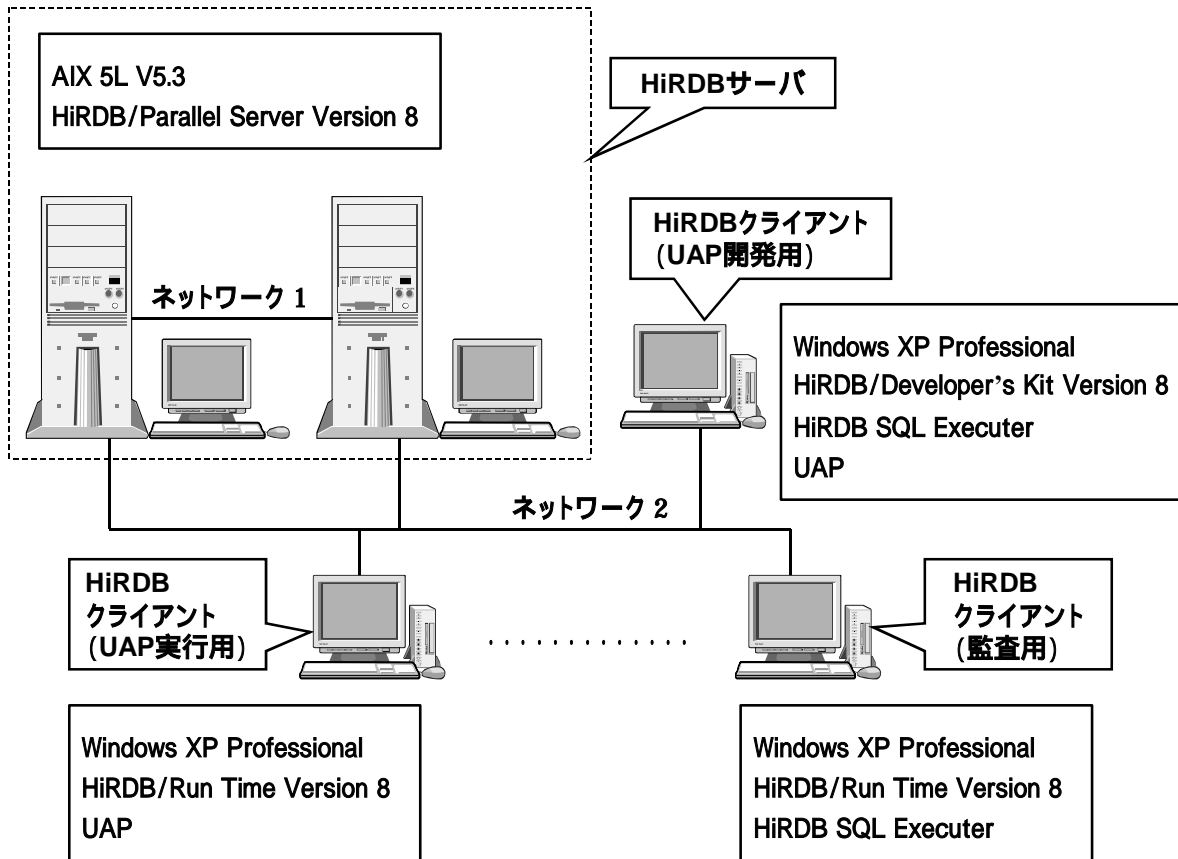 AIX 5L V5.3
HiRDB/Parallel Server Version 8
HiRDBサーバ
HiRDBクライアント
(UAP開発用)
ネットワーク 1
Windows XP Professional
HiRDB/Developer's Kit Version 8
HiRDB SQL Executer
UAP
ネットワーク 2
HiRDB
クライアント
(UAP実行用)
HiRDB
クライアント
(監査用)
Windows XP Professional
HiRDB/Run Time Version 8
UAP
Windows XP Professional
HiRDB/Run Time Version 8
HiRDB SQL Executer